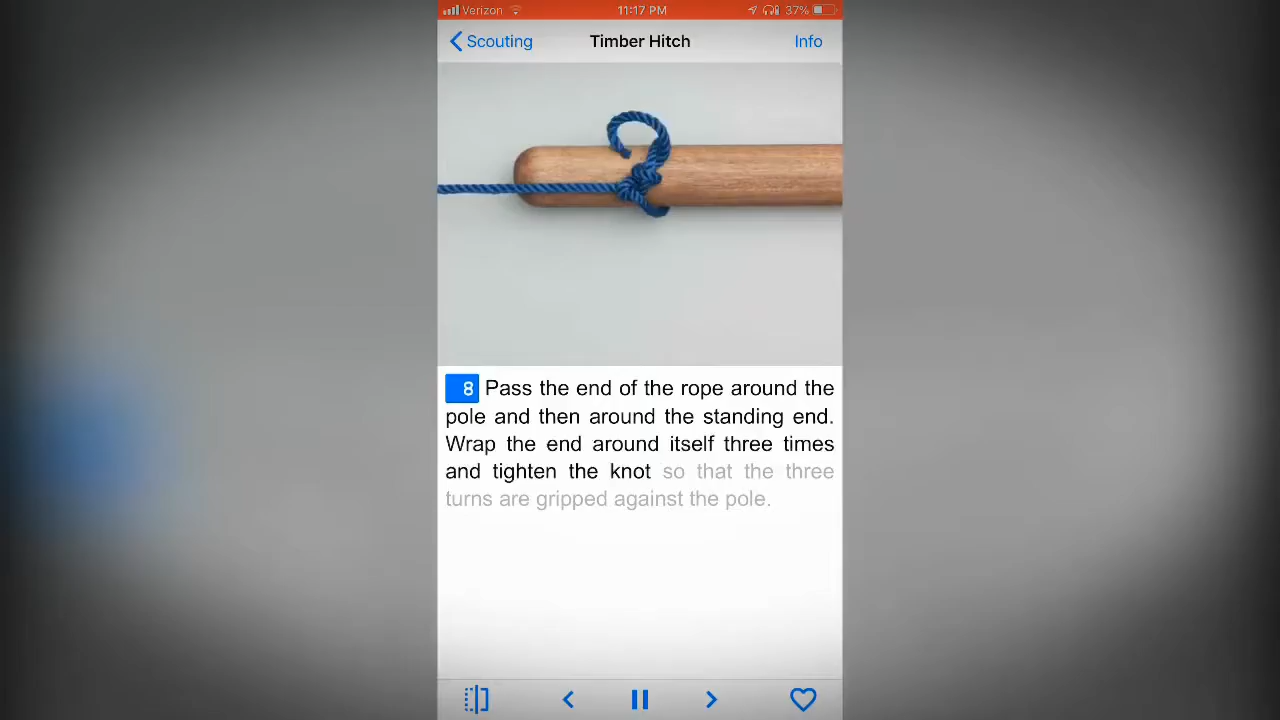 Verizon 11:17 PM 37%
Scouting Timber Hitch Info
8 Pass the end of the rope around the
pole and then around the standing end.
Wrap the end around itself three times
and tighten the knot so that the three
turns are gripped against the pole.